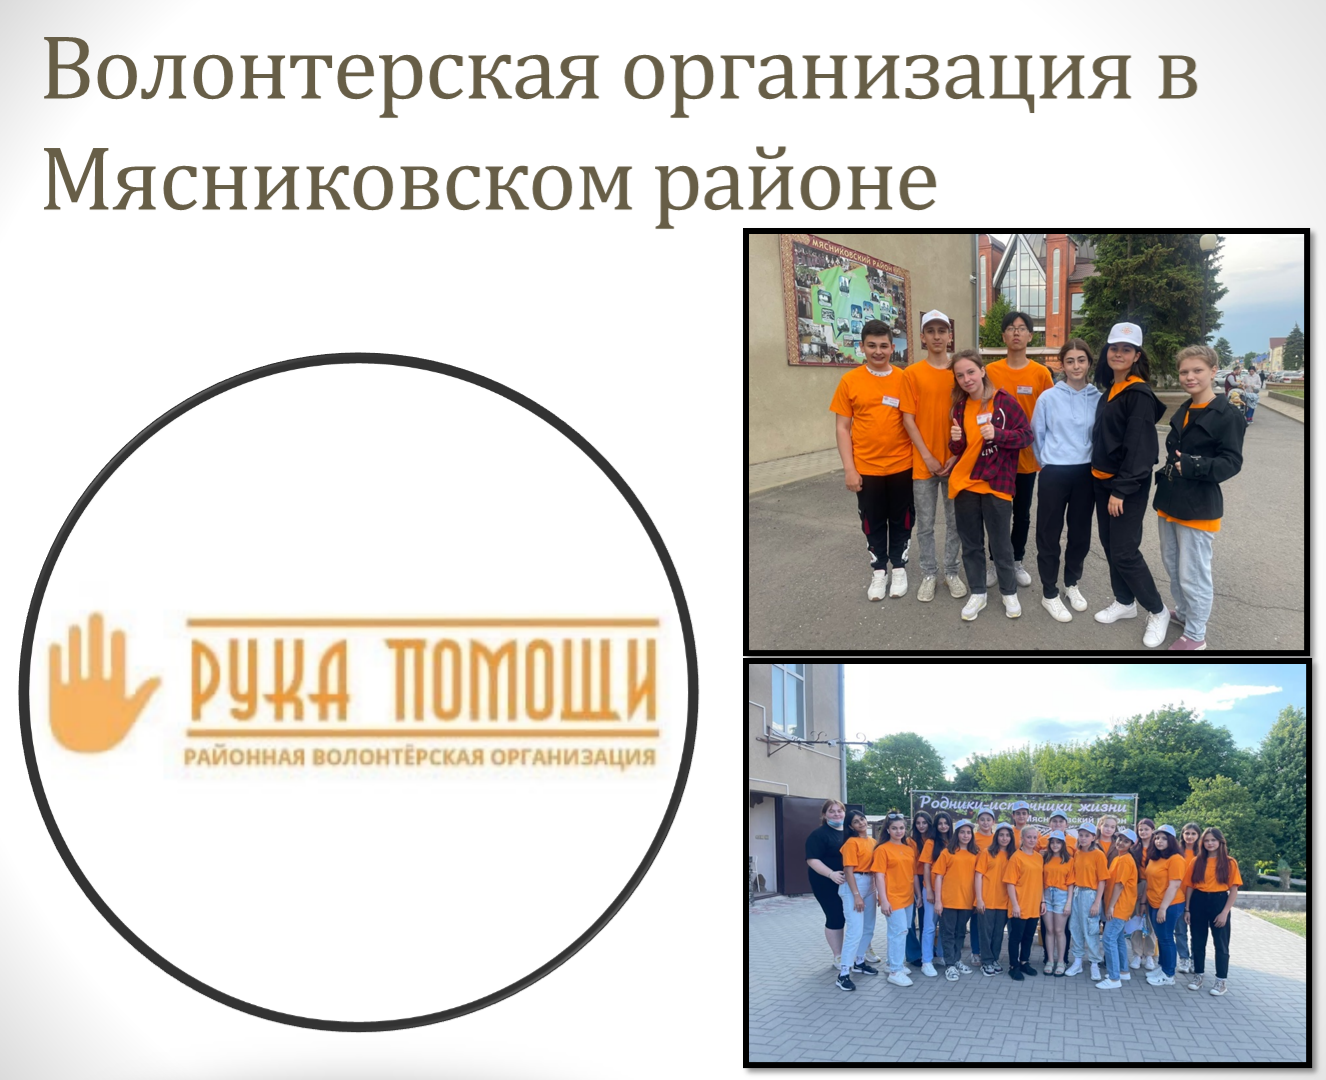 Волонтерская организация в
Мясниковском районе
МЯСНИКОВСКИЙ РАЙОН
РУКА ПОМОЩИ
РАЙОННАЯ ВОЛОНТЁРСКАЯ ОРГАНИЗАЦИЯ
Родники-источники жизни